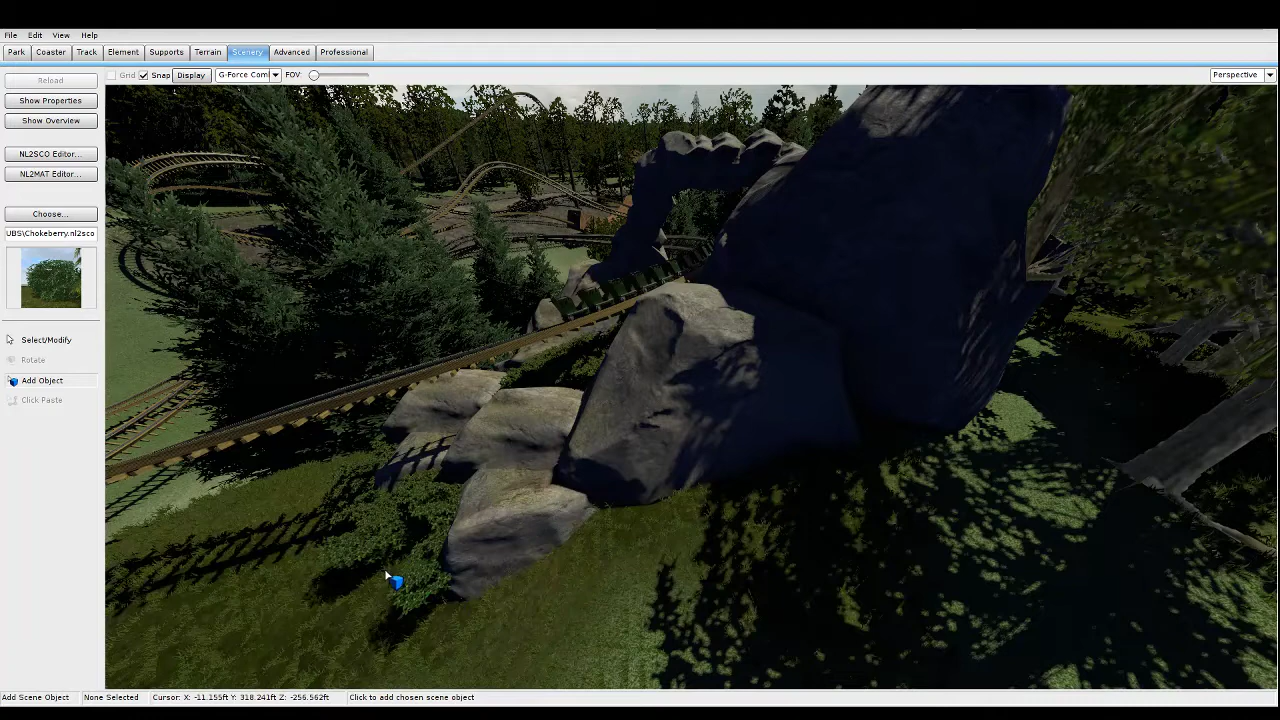 File Edit View Help
Park Coaster Track Element Supports Terrain Scenery Advanced Professional
Reload Grid Snap Display G-Force Com FOV: Perspective
Show Properties
Show Overview
NL2SCO Editor...
NL2MAT Editor...
Choose...
UBS\Chokeberry.nl2sco
Select/Modify
Rotate
Add Object
Click Paste
Add Scene Object None Selected Cursor: X: -11.155ft Y: 318.241ft Z: -256.562ft Click to add chosen scene object